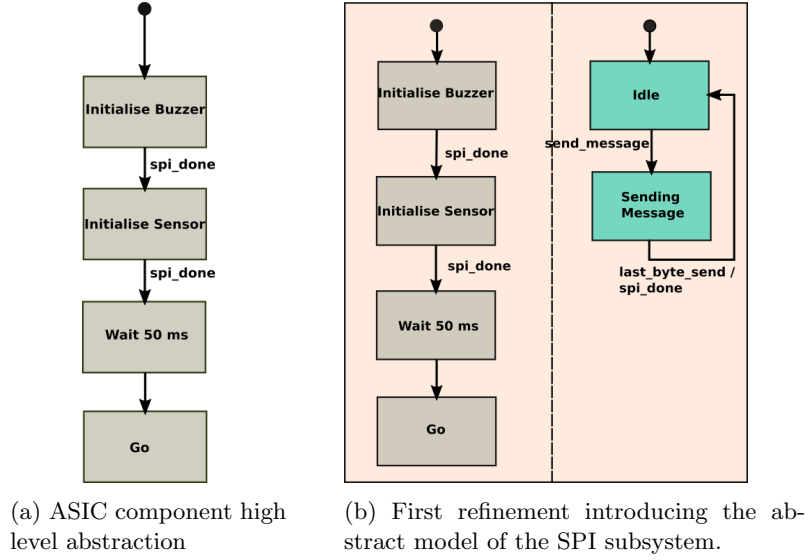 Initialise Buzzer
spi_done
Initialise Sensor
spi_done
Wait 50 ms
Go
(a) ASIC component high
level abstraction
Initialise Buzzer
spi_done
Initialise Sensor
spi_done
Wait 50 ms
Go
Idle
send_message
Sending
Message
last_byte_send /
spi_done
(b) First refinement introducing the ab-
stract model of the SPI subsystem.